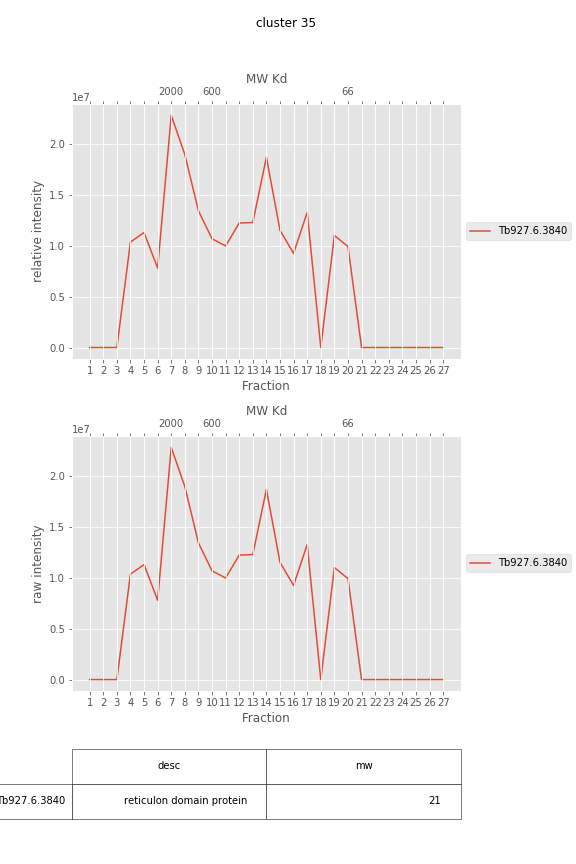 cluster 35
MW Kd
2000 600 66
1e7
2.0
1.5
1.0
0.5
0.0
relative intensity
Tb927.6.3840
1 2 3 4 5 6 7 8 9 10 11 12 13 14 15 16 17 18 19 20 21 22 23 24 25 26 27
Fraction
MW Kd
2000 600 66
1e7
2.0
1.5
1.0
0.5
0.0
raw intensity
Tb927.6.3840
1 2 3 4 5 6 7 8 9 10 11 12 13 14 15 16 17 18 19 20 21 22 23 24 25 26 27
Fraction
desc mw
Tb927.6.3840 reticulon domain protein 21